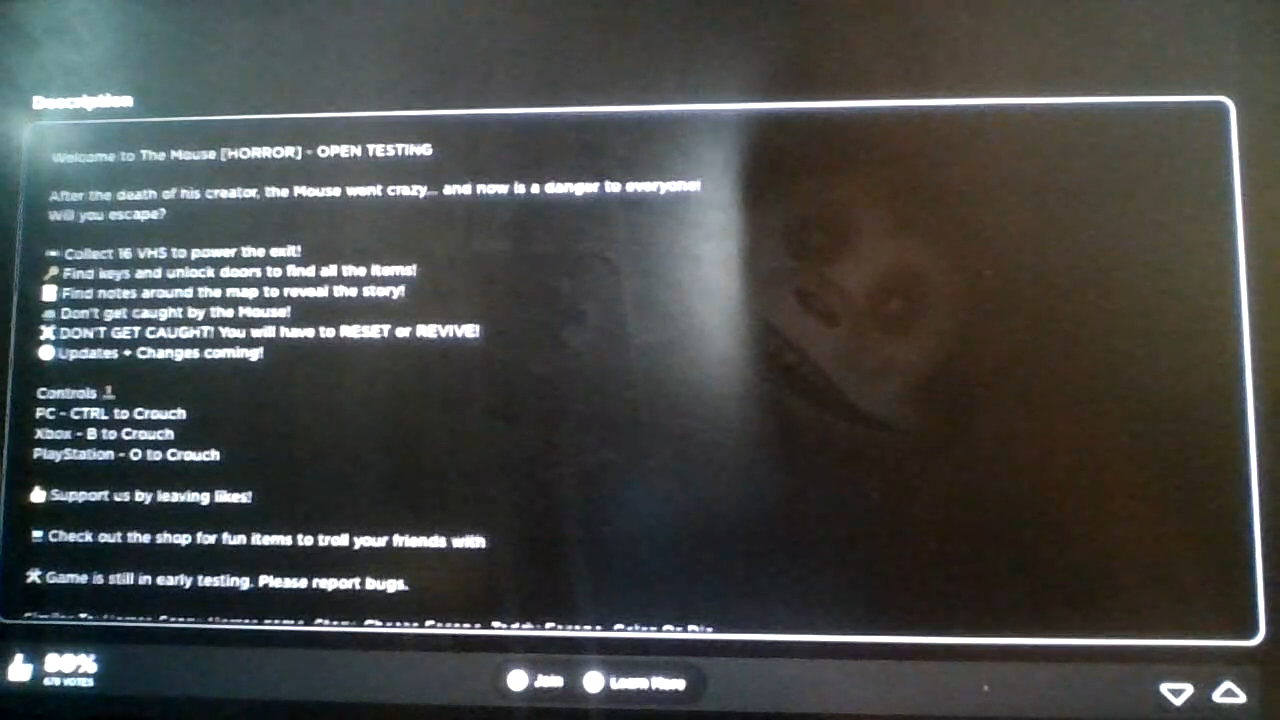 Description
Welcome to The Mouse [HORROR] - OPEN TESTING
After the death of his creator, the Mouse went crazy... and now is a danger to everyone!
Will you escape?
Collect 16 VHS to power the exit!
Find keys and unlock doors to find all the items!
Find notes around the map to reveal the story!
Don't get caught by the Mouse!
DON'T GET CAUGHT! You will have to RESET or REVIVE!
Updates + Changes coming!
Controls
PC - CTRL to Crouch
Xbox - B to Crouch
PlayStation - O to Crouch
Support us by leaving likes!
Check out the shop for fun items to troll your friends with
Game is still in early testing. Please report bugs.
VOTES
Join
Learn More